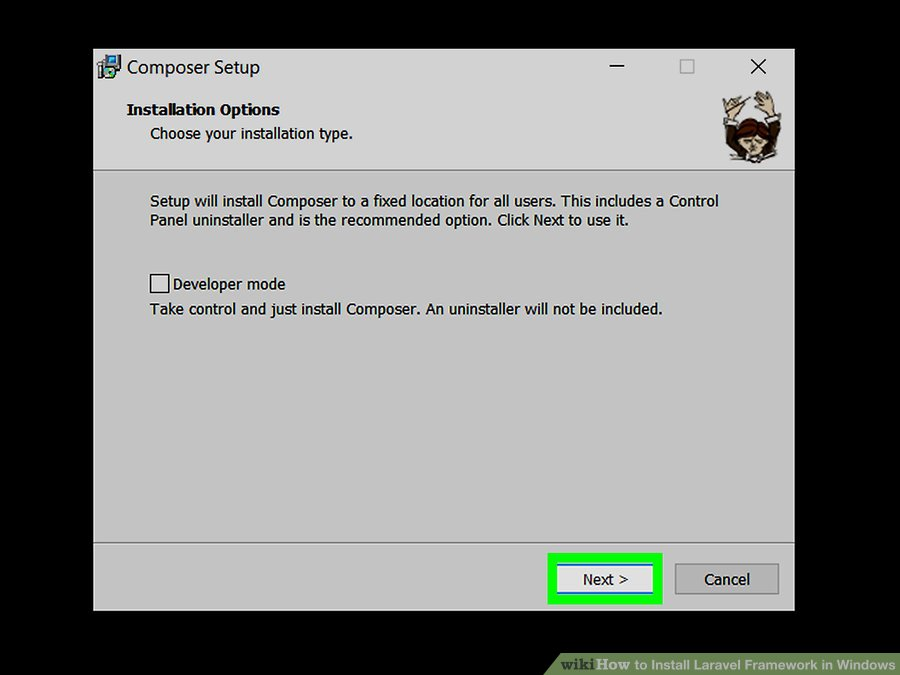 Composer Setup
Installation Options
Choose your installation type.
Setup will install Composer to a fixed location for all users. This includes a Control
Panel uninstaller and is the recommended option. Click Next to use it.
Developer mode
Take control and just install Composer. An uninstaller will not be included.
Next >
Cancel
wikiHow to Install Laravel Framework in Windows